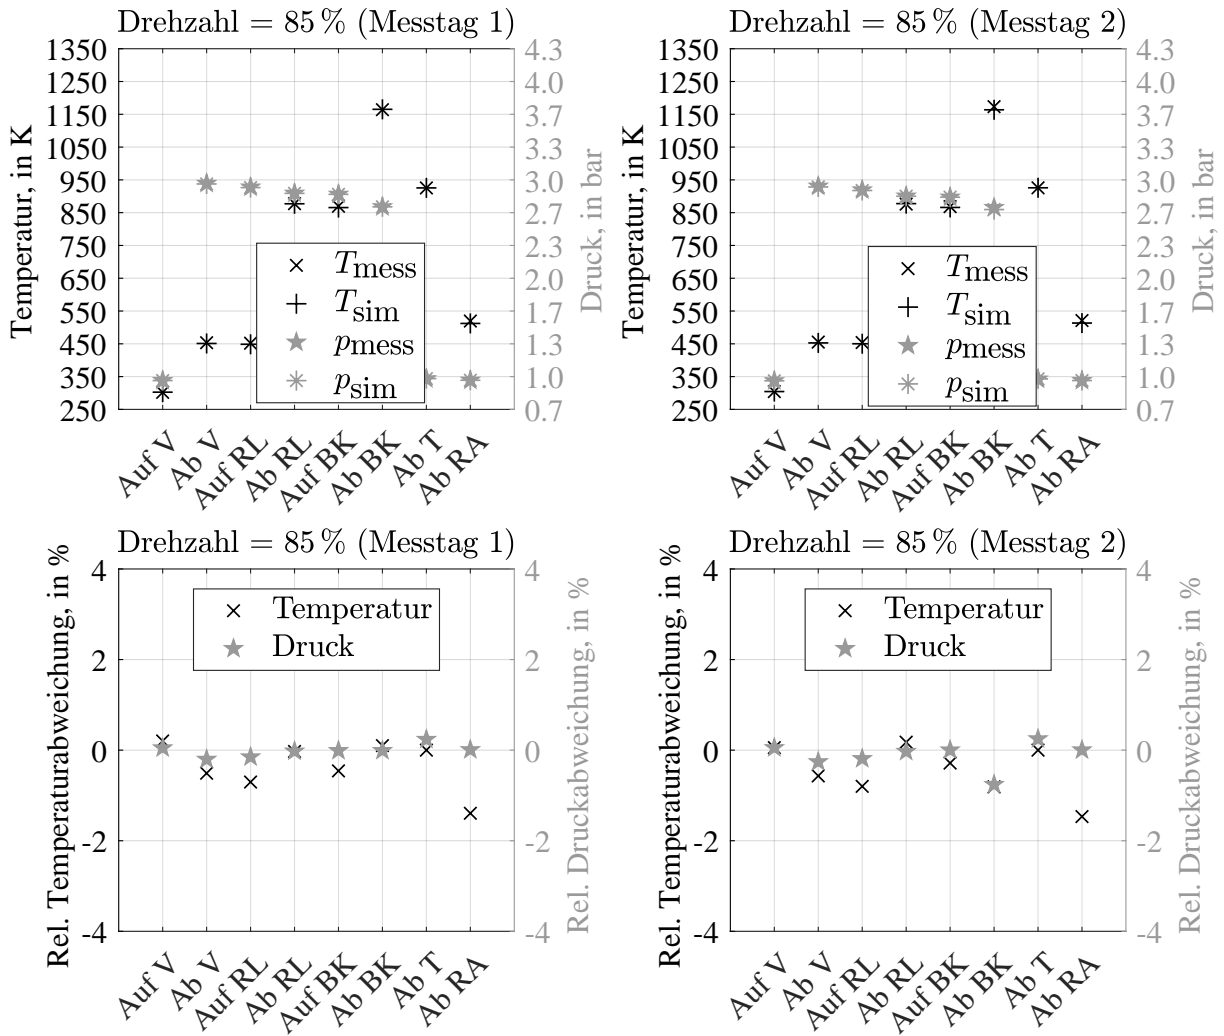 Drehzahl = 85 % (Messtag 1)
Temperatur, in K
1350
1250
1150
1050
950
850
750
650
550
450
350
250
4.3
4.0
3.7
3.3
3.0
2.7
2.3
2.0
1.7
1.3
1.0
0.7
Druck, in bar
Tmess
Tsim
pmess
psim
Auf V
Ab V
Auf RL
Ab RL
Auf BK
Ab BK
Ab T
Ab RA
Drehzahl = 85 % (Messtag 2)
Temperatur, in K
1350
1250
1150
1050
950
850
750
650
550
450
350
250
4.3
4.0
3.7
3.3
3.0
2.7
2.3
2.0
1.7
1.3
1.0
0.7
Druck, in bar
Tmess
Tsim
pmess
psim
Auf V
Ab V
Auf RL
Ab RL
Auf BK
Ab BK
Ab T
Ab RA
Drehzahl = 85 % (Messtag 1)
Rel. Temperaturabweichung, in %
4
2
0
-2
-4
4
2
0
-2
-4
Rel. Druckabweichung, in %
Temperatur
Druck
Auf V
Ab V
Auf RL
Ab RL
Auf BK
Ab BK
Ab T
Ab RA
Drehzahl = 85 % (Messtag 2)
Rel. Temperaturabweichung, in %
4
2
0
-2
-4
4
2
0
-2
-4
Rel. Druckabweichung, in %
Temperatur
Druck
Auf V
Ab V
Auf RL
Ab RL
Auf BK
Ab BK
Ab T
Ab RA